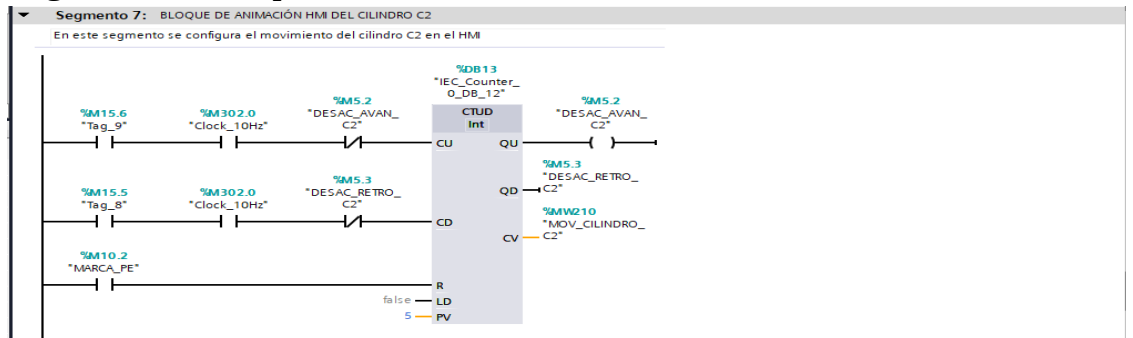 Segmento 7: BLOQUE DE ANIMACIÓN HMI DEL CILINDRO C2
En este segmento se configura el movimiento del cilindro C2 en el HMI
%DB13
"IEC_Counter_
0_DB_12"
%M15.6
"Tag_9"
%M302.0
"Clock_10Hz"
%M5.2
"DESAC_AVAN_
C2"
CTUD
Int
%M5.2
"DESAC_AVAN_
C2"
CU
QU
%M15.5
"Tag_8"
%M302.0
"Clock_10Hz"
%M5.3
"DESAC_RETRO_
C2"
CD
QD
%M5.3
"DESAC_RETRO_
C2"
CV
%MW210
"MOV_CILINDRO_
C2"
%M10.2
"MARCA_PE"
R
false
LD
5
PV